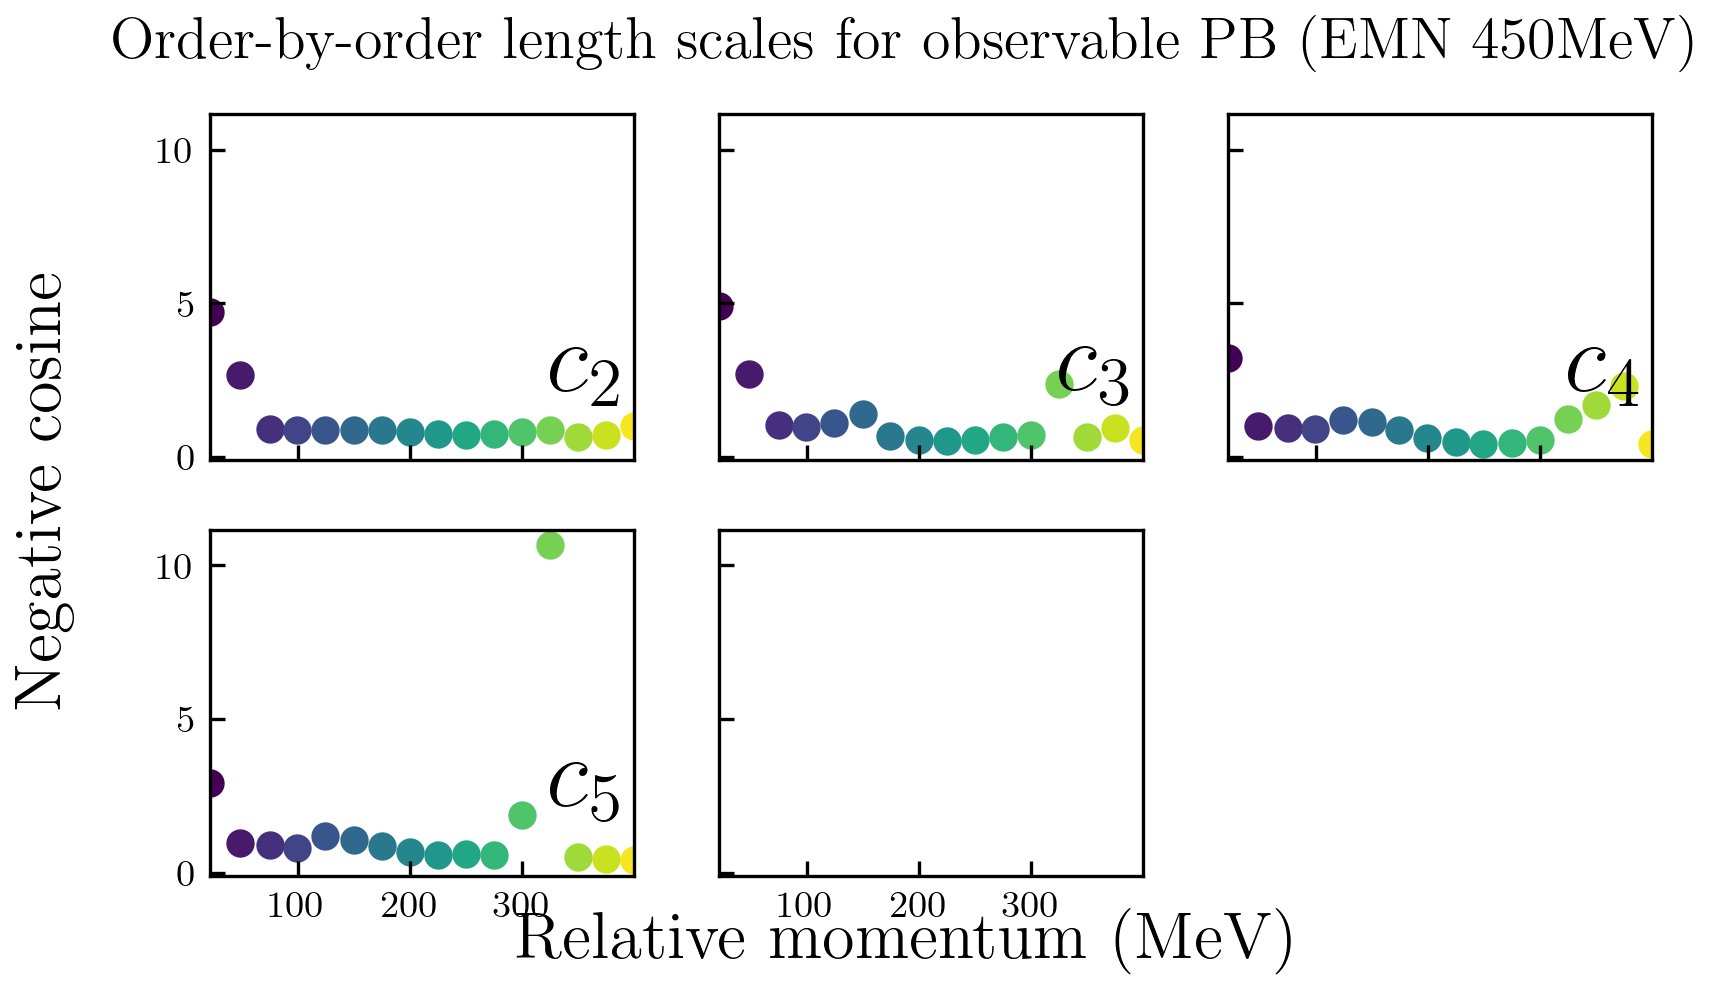 Order-by-order length scales for observable PB (EMN 450MeV)
Negative cosine
10
5
0
c2
c3
c4
10
5
0
c5
100 200 300
100 200 300
Relative momentum (MeV)